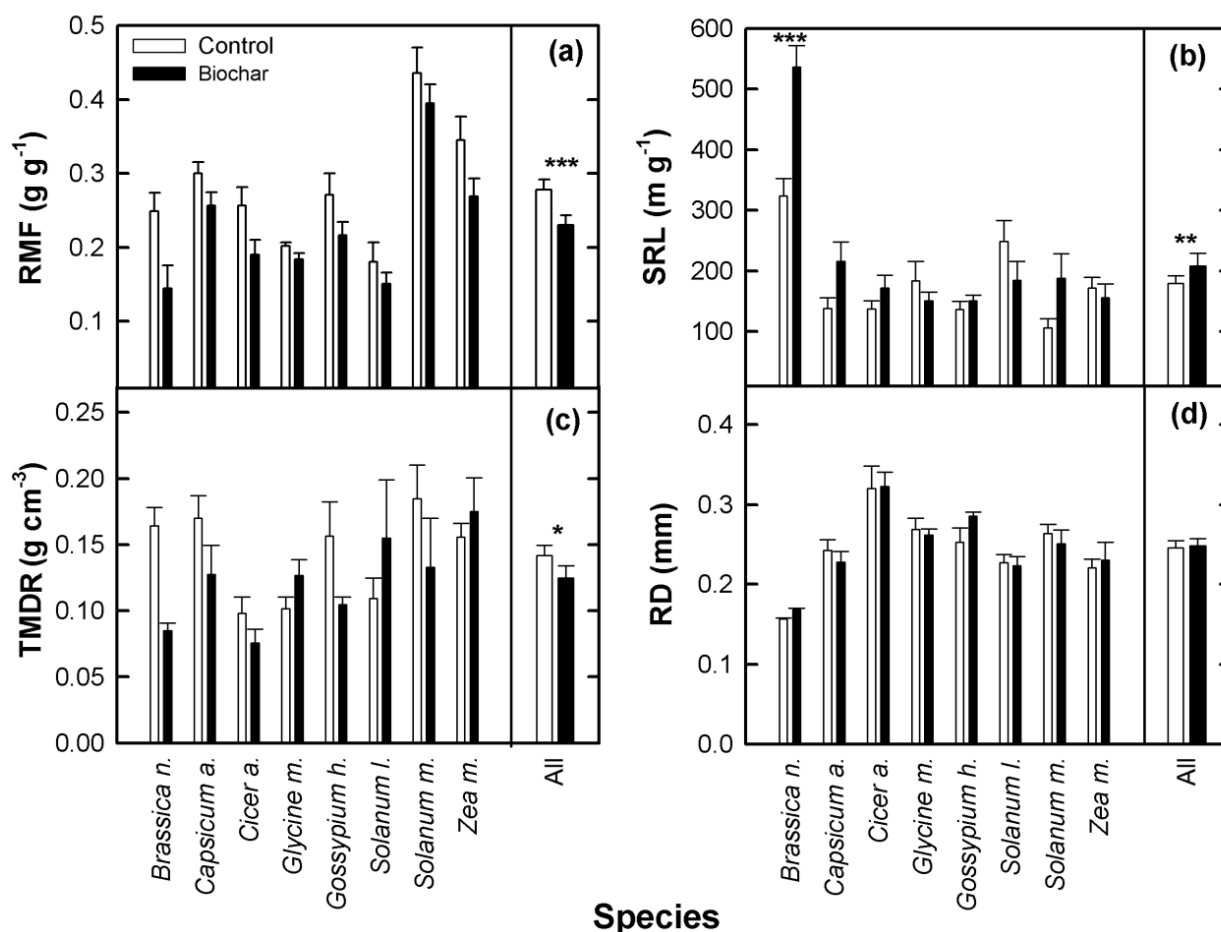 Control
Biochar
(a)
RMF (g g⁻¹)
0.5
0.4
0.3
0.2
0.1
***
(b)
SRL (m g⁻¹)
600
500
400
300
200
100
***
**
(c)
TMDR (g cm⁻³)
0.25
0.20
0.15
0.10
0.05
0.00
*
Brassica n.
Capsicum a.
Cicer a.
Glycine m.
Gossypium h.
Solanum l.
Solanum m.
Zea m.
All
(d)
RD (mm)
0.4
0.3
0.2
0.1
0.0
Brassica n.
Capsicum a.
Cicer a.
Glycine m.
Gossypium h.
Solanum l.
Solanum m.
Zea m.
All
Species